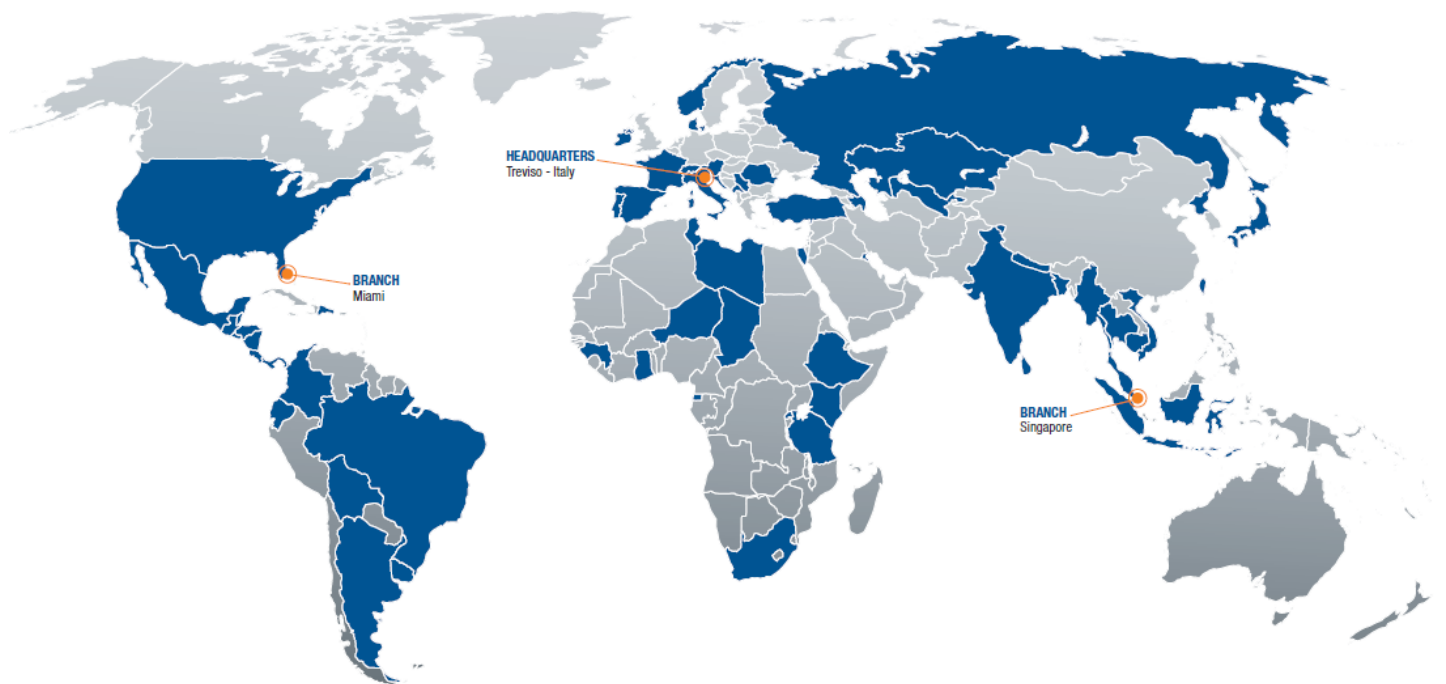 HEADQUARTERS
Treviso - Italy
BRANCH
Miami
BRANCH
Singapore